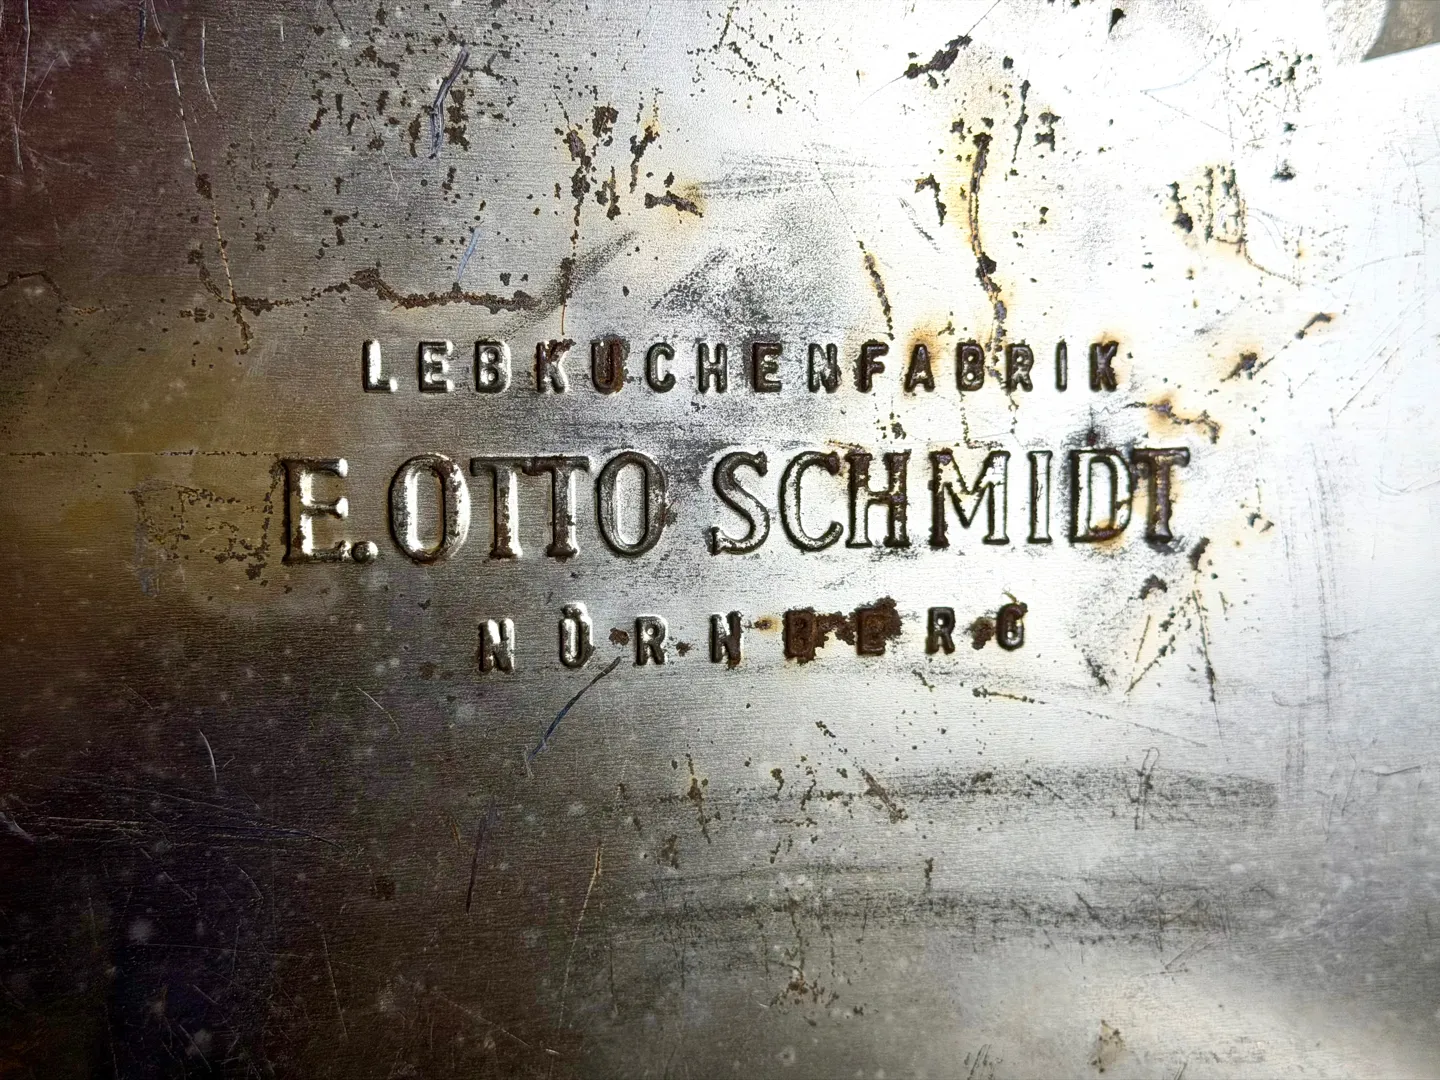 LEBKUCHENFABRIK
E. OTTO SCHMIDT
NÜRNBERG